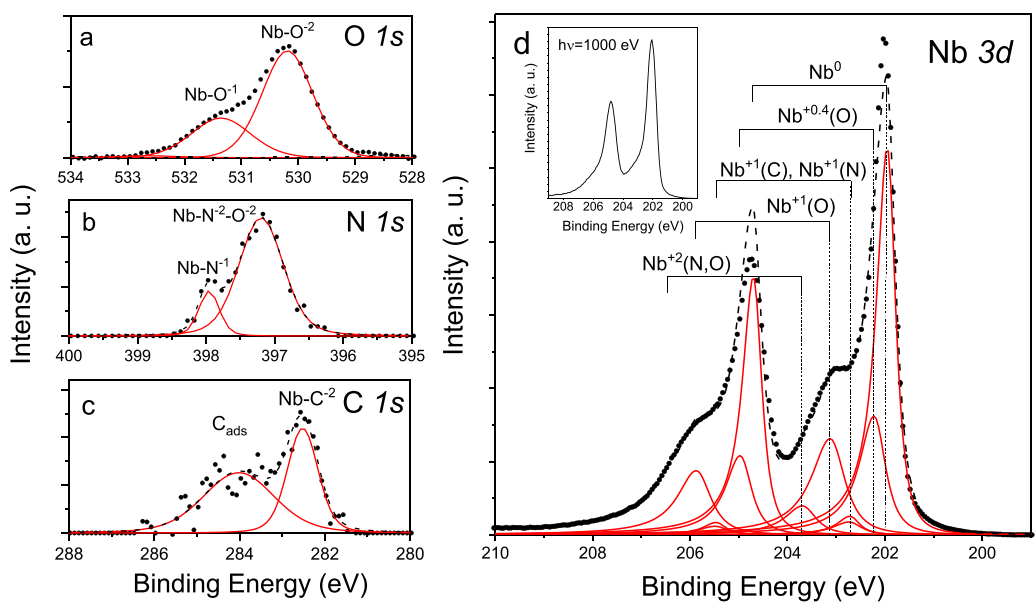 a
O 1s
Nb-O-2
Nb-O-1
534 533 532 531 530 529 528
b
N 1s
Nb-N-2-O-2
Nb-N-1
400 399 398 397 396 395
c
C 1s
Nb-C-2
Cads
288 286 284 282 280
Binding Energy (eV)
Intensity (a. u.)
d
Nb 3d
hν=1000 eV
Intensity (a. u.)
208 206 204 202 200
Binding Energy (eV)
Nb0
Nb+0.4(O)
Nb+1(C), Nb+1(N)
Nb+1(O)
Nb+2(N,O)
Intensity (a. u.)
210 208 206 204 202 200
Binding Energy (eV)